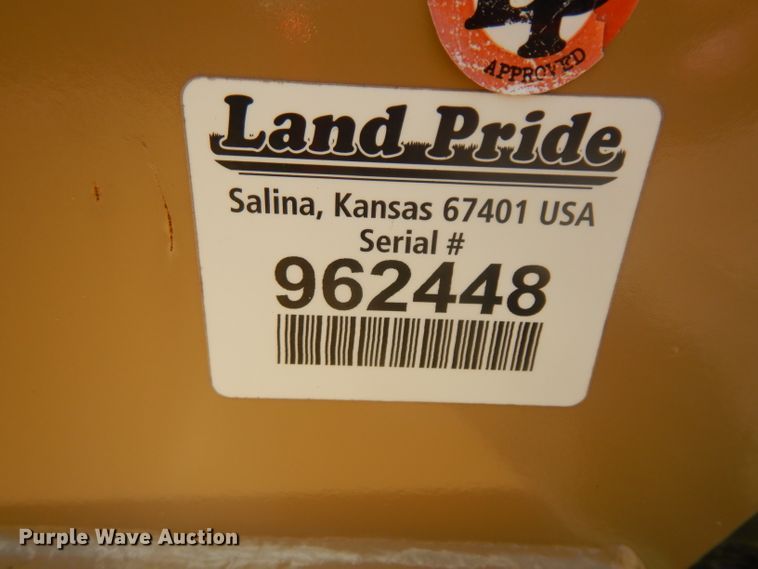 APPROVED
Land Pride
Salina, Kansas 67401 USA
Serial #
962448
Purple Wave Auction